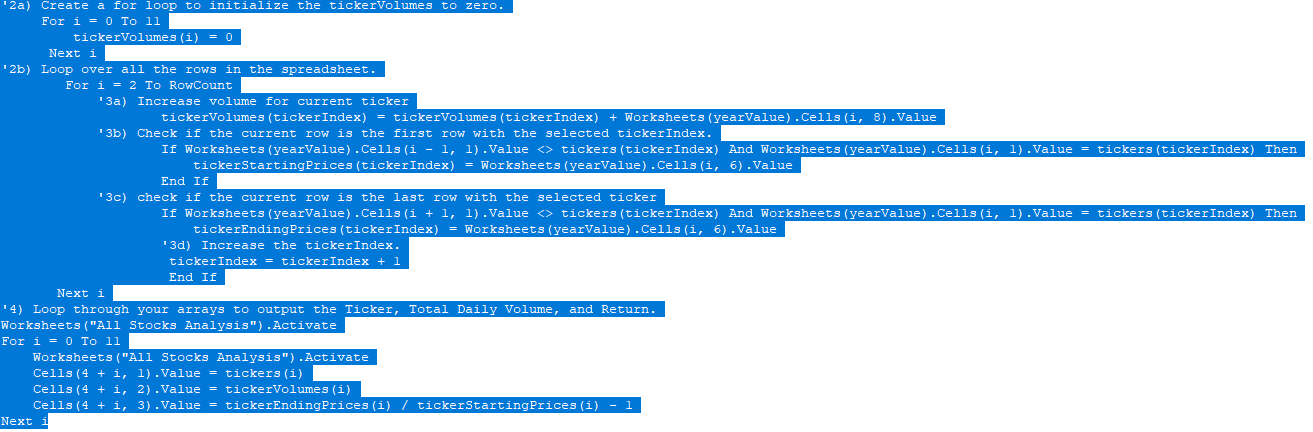 '2a) Create a for loop to initialize the tickerVolumes to zero.
For i = 0 To 11
tickerVolumes(i) = 0
Next i
'2b) Loop over all the rows in the spreadsheet.
For i = 2 To RowCount
'3a) Increase volume for current ticker
tickerVolumes(tickerIndex) = tickerVolumes(tickerIndex) + Worksheets(yearValue).Cells(i, 8).Value
'3b) Check if the current row is the first row with the selected tickerIndex.
If Worksheets(yearValue).Cells(i - 1, 1).Value <> tickers(tickerIndex) And Worksheets(yearValue).Cells(i, 1).Value = tickers(tickerIndex) Then
tickerStartingPrices(tickerIndex) = Worksheets(yearValue).Cells(i, 6).Value
End If
'3c) check if the current row is the last row with the selected ticker
If Worksheets(yearValue).Cells(i + 1, 1).Value <> tickers(tickerIndex) And Worksheets(yearValue).Cells(i, 1).Value = tickers(tickerIndex) Then
tickerEndingPrices(tickerIndex) = Worksheets(yearValue).Cells(i, 6).Value
'3d) Increase the tickerIndex.
tickerIndex = tickerIndex + 1
End If
Next i
'4) Loop through your arrays to output the Ticker, Total Daily Volume, and Return.
Worksheets("All Stocks Analysis").Activate
For i = 0 To 11
Worksheets("All Stocks Analysis").Activate
Cells(4 + i, 1).Value = tickers(i)
Cells(4 + i, 2).Value = tickerVolumes(i)
Cells(4 + i, 3).Value = tickerEndingPrices(i) / tickerStartingPrices(i) - 1
Next i